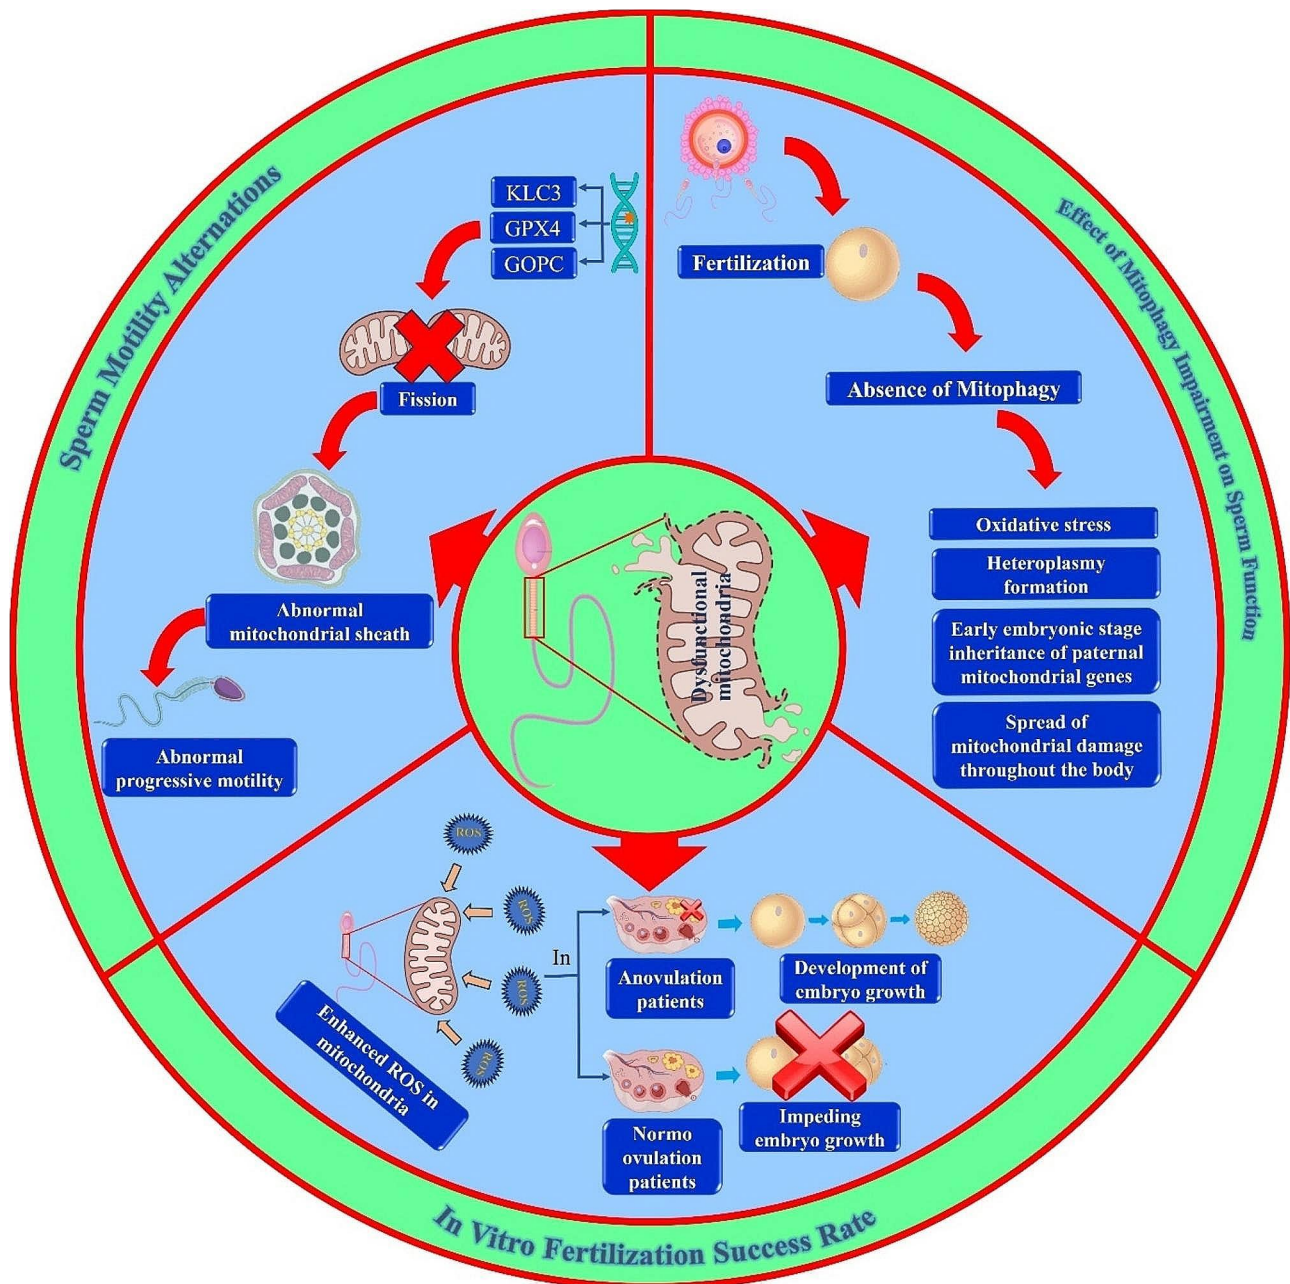 Sperm Motility Alternations
KLC3
GPX4
GOPC
Fission
Abnormal
mitochondrial sheath
Abnormal
progressive motility
Effect of Mitophagy Impairment on Sperm Function
Fertilization
Absence of Mitophagy
Oxidative stress
Heteroplasmy
formation
Early embryonic stage
inheritance of paternal
mitochondrial genes
Spread of
mitochondrial damage
throughout the body
Dysfunctional
mitochondria
ROS
ROS
ROS
ROS
Enhanced ROS in
mitochondria
In
Anovulation
patients
Development of
embryo growth
Normo
ovulation
patients
Impeding
embryo growth
In Vitro Fertilization Success Rate